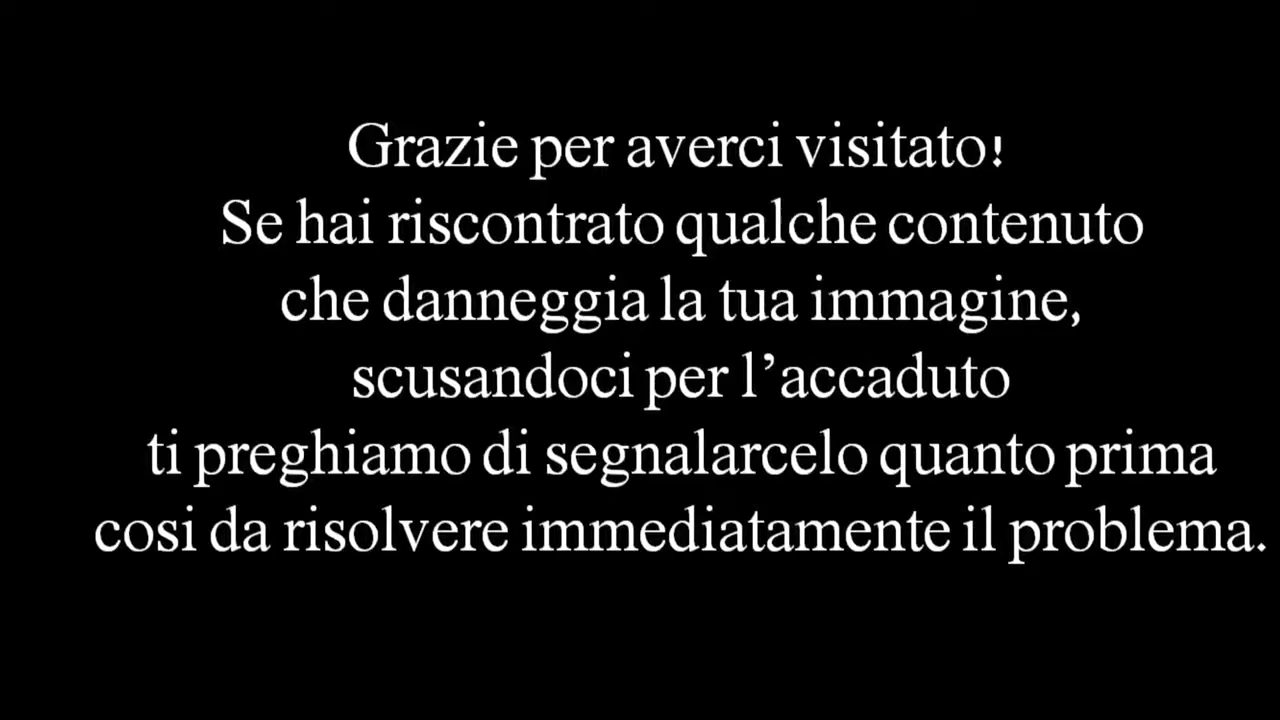 Grazie per averci visitato!
Se hai riscontrato qualche contenuto
che danneggia la tua immagine,
scusandoci per l’accaduto
ti preghiamo di segnalarcelo quanto prima
cosi da risolvere immediatamente il problema.